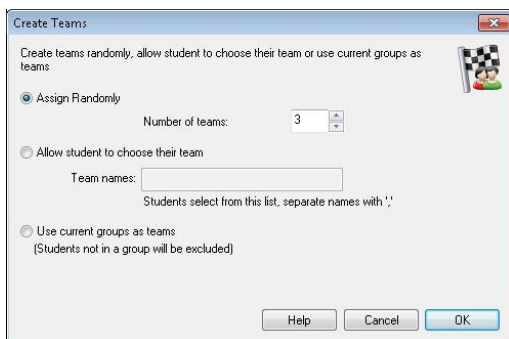 Create Teams
Create teams randomly, allow student to choose their team or use current groups as
teams
Assign Randomly
Number of teams: 3
Allow student to choose their team
Team names:
Students select from this list, separate names with ','
Use current groups as teams
(Students not in a group will be excluded)
Help Cancel OK